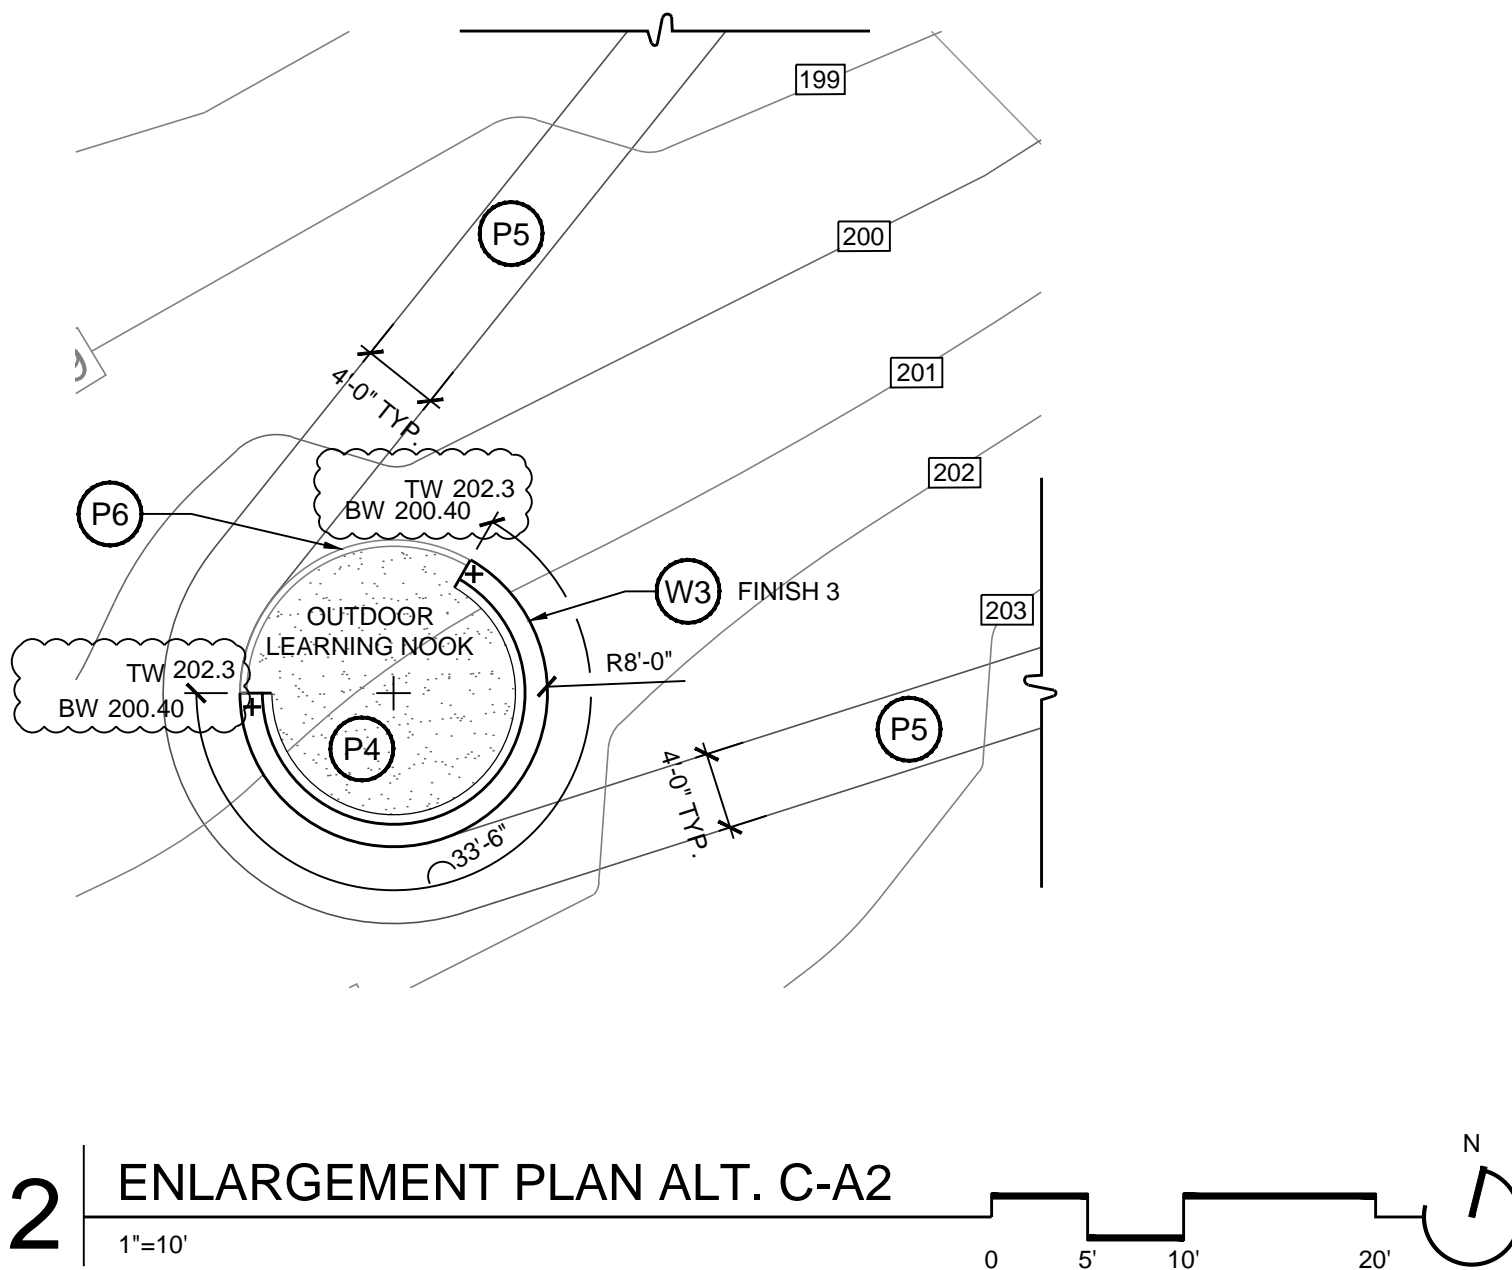 199
P5
200
201
4'-0" TYP.
202
TW 202.3
BW 200.40
P6
W3 FINISH 3
203
OUTDOOR
LEARNING NOOK
R8'-0"
TW 202.3
BW 200.40
P4
P5
4'-0" TYP.
33'-6"
N
2
ENLARGEMENT PLAN ALT. C-A2
1"=10'
0 5' 10' 20'